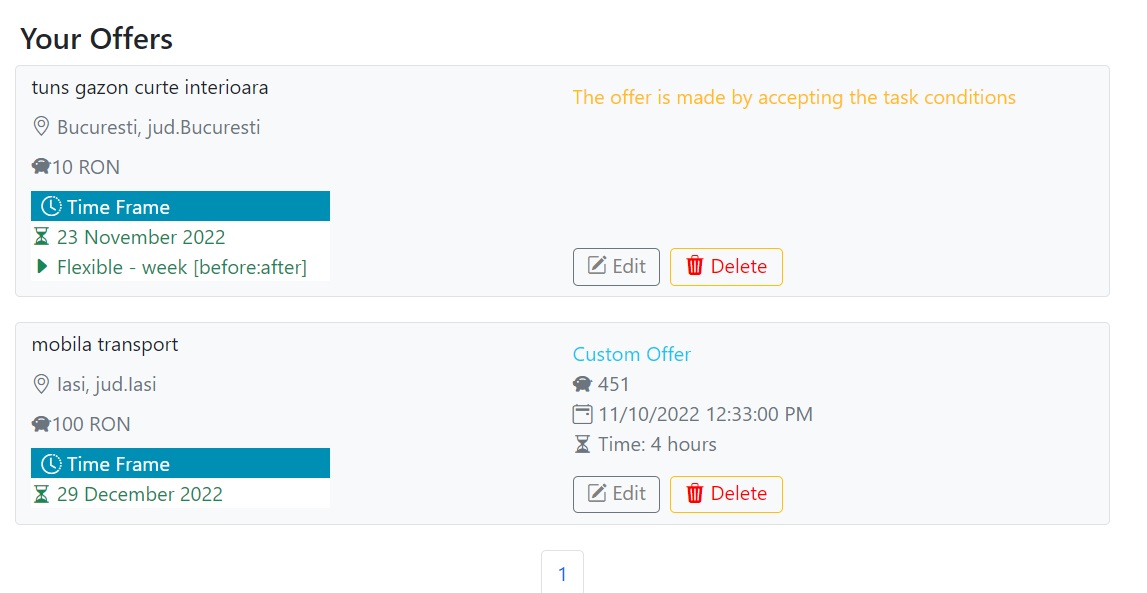 Your Offers
tuns gazon curte interioara
Bucuresti, jud.Bucuresti
10 RON
Time Frame
23 November 2022
Flexible - week [before:after]
The offer is made by accepting the task conditions
Edit
Delete
mobila transport
Iasi, jud.Iasi
100 RON
Time Frame
29 December 2022
Custom Offer
451
11/10/2022 12:33:00 PM
Time: 4 hours
Edit
Delete
1